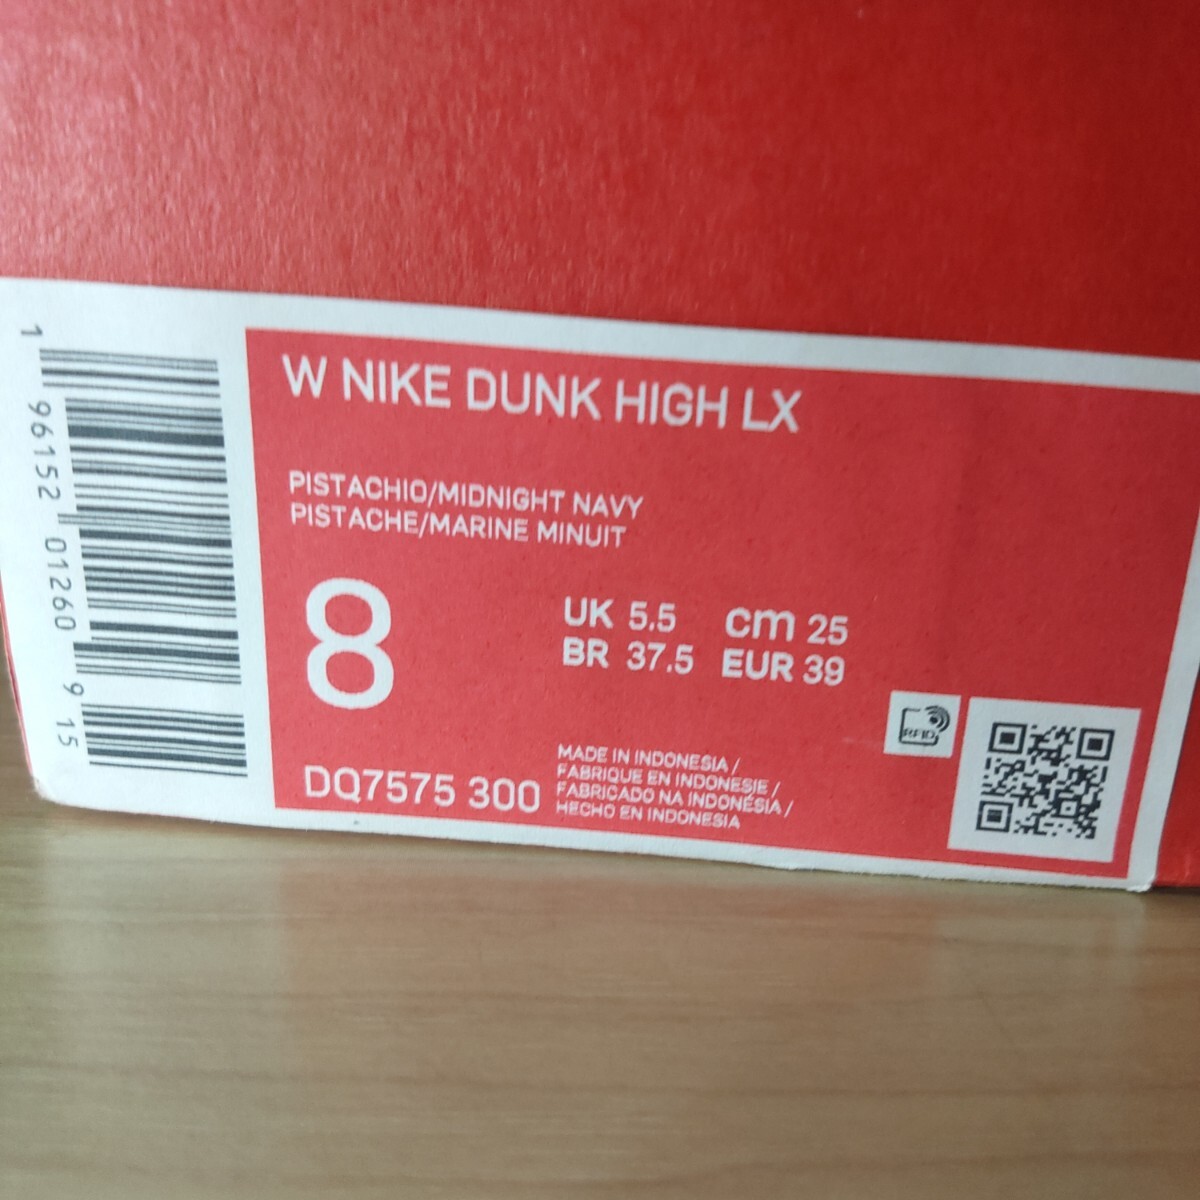 W NIKE DUNK HIGH LX
PISTACHIO/MIDNIGHT NAVY
PISTACHE/MARINE MINUIT
8
UK 5.5 cm 25
BR 37.5 EUR 39
DQ7575 300
MADE IN INDONESIA /
FABRIQUE EN INDONESIE /
FABRICADO NA INDONÉSIA /
HECHO EN INDONESIA
RFID
1 96152 01260 9 15